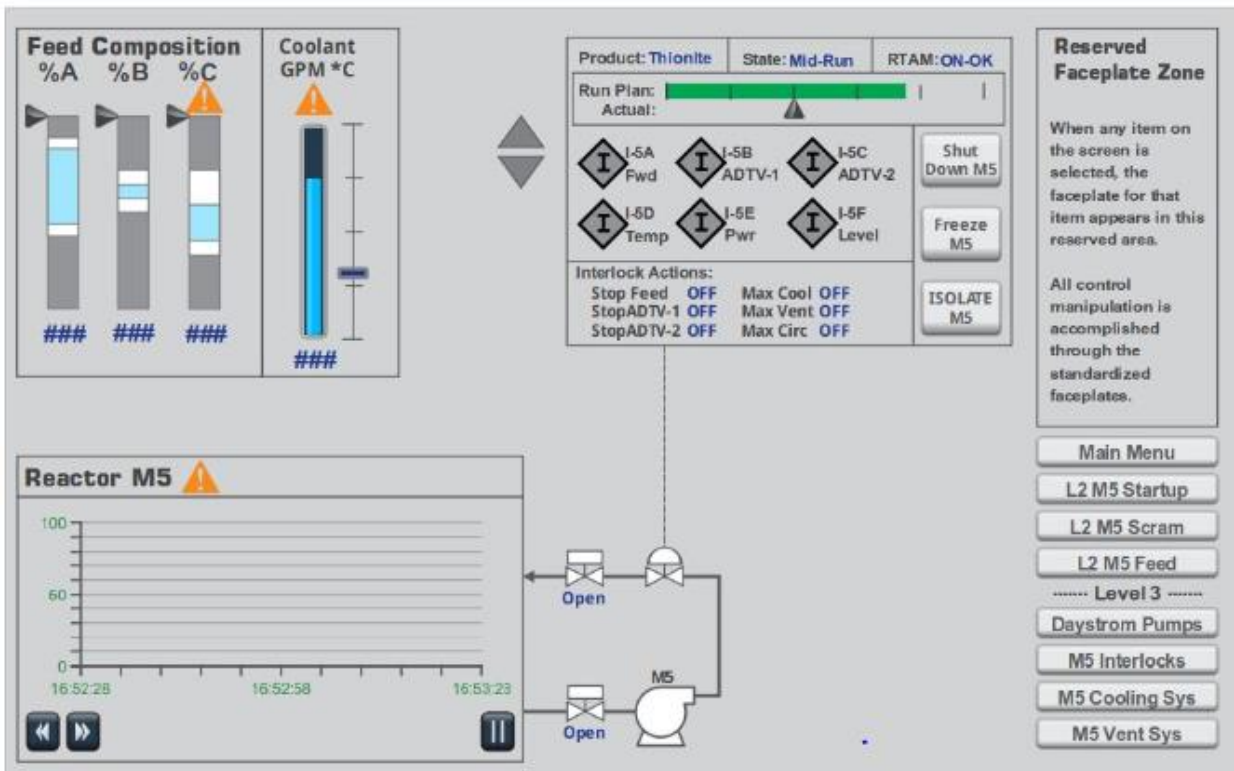 Feed Composition
%A %B %C
### ### ###
Coolant
GPM *C
###
Product: Thionite State: Mid-Run RTAM: ON-OK
Run Plan:
Actual:
I I-5A Fwd
I I-5B ADTV-1
I I-5C ADTV-2
I I-5D Temp
I I-5E Pwr
I I-5F Level
Shut
Down M5
Freeze
M5
ISOLATE
M5
Interlock Actions:
Stop Feed OFF Max Cool OFF
StopADTV-1 OFF Max Vent OFF
StopADTV-2 OFF Max Circ OFF
Reserved
Faceplate Zone
When any item on
the screen is
selected, the
faceplate for that
item appears in this
reserved area.
All control
manipulation is
accomplished
through the
standardized
faceplates.
Main Menu
L2 M5 Startup
L2 M5 Scram
L2 M5 Feed
------- Level 3 -------
Daystrom Pumps
M5 Interlocks
M5 Cooling Sys
M5 Vent Sys
Reactor M5
100
60
0
16:52:28 16:52:58 16:53:23
Open
M5
Open